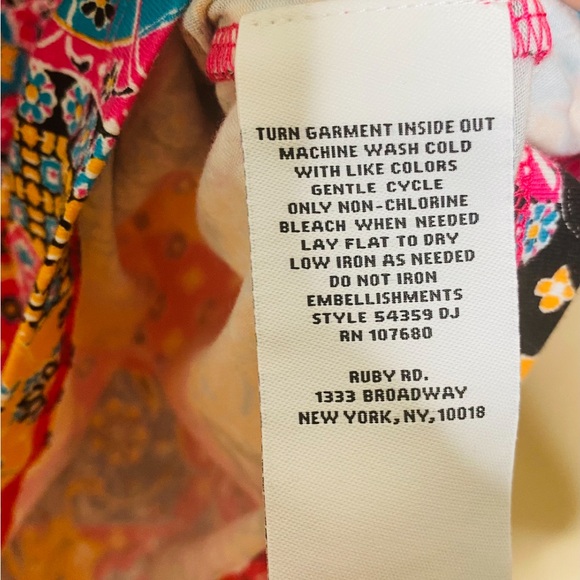 TURN GARMENT INSIDE OUT
MACHINE WASH COLD
WITH LIKE COLORS
GENTLE CYCLE
ONLY NON-CHLORINE
BLEACH WHEN NEEDED
LAY FLAT TO DRY
LOW IRON AS NEEDED
DO NOT IRON
EMBELLISHMENTS
STYLE 54359 DJ
RN 107680
RUBY RD.
1333 BROADWAY
NEW YORK, NY, 10018